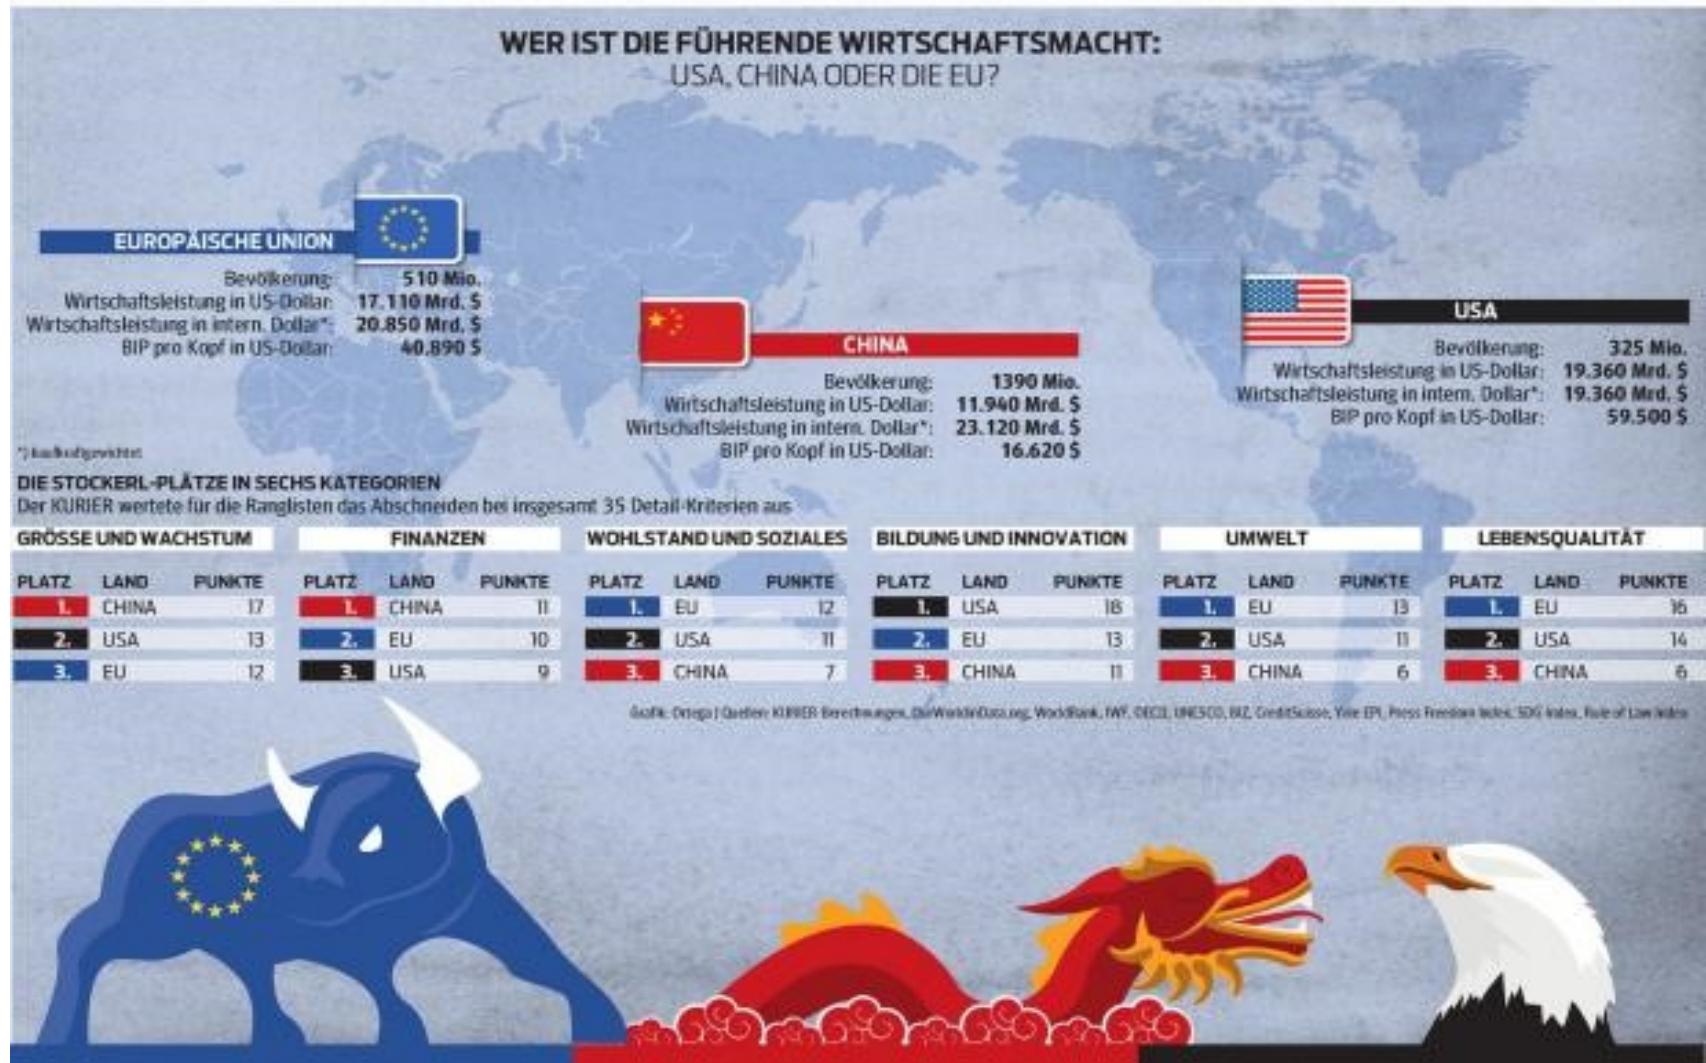 WER IST DIE FÜHRENDE WIRTSCHAFTSMACHT:
USA, CHINA ODER DIE EU?
EUROPÄISCHE UNION
Bevölkerung: 510 Mio.
Wirtschaftsleistung in US-Dollar: 17.110 Mrd. $
Wirtschaftsleistung in intern. Dollar*: 20.850 Mrd. $
BIP pro Kopf in US-Dollar: 40.890 $
CHINA
Bevölkerung: 1390 Mio.
Wirtschaftsleistung in US-Dollar: 11.940 Mrd. $
Wirtschaftsleistung in intern. Dollar*: 23.120 Mrd. $
BIP pro Kopf in US-Dollar: 16.620 $
USA
Bevölkerung: 325 Mio.
Wirtschaftsleistung in US-Dollar: 19.360 Mrd. $
Wirtschaftsleistung in intern. Dollar*: 19.360 Mrd. $
BIP pro Kopf in US-Dollar: 59.500 $
*) kaufkraftgewichtet
DIE STOCKERL-PLÄTZE IN SECHS KATEGORIEN
Der KURIER wertete für die Ranglisten das Abschneiden bei insgesamt 35 Detail-Kriterien aus
GRÖSSE UND WACHSTUM
PLATZ LAND PUNKTE
1. CHINA 17
2. USA 13
3. EU 12
FINANZEN
PLATZ LAND PUNKTE
1. CHINA 11
2. EU 10
3. USA 9
WOHLSTAND UND SOZIALES
PLATZ LAND PUNKTE
1. EU 12
2. USA 11
3. CHINA 7
BILDUNG UND INNOVATION
PLATZ LAND PUNKTE
1. USA 18
2. EU 13
3. CHINA 11
UMWELT
PLATZ LAND PUNKTE
1. EU 13
2. USA 11
3. CHINA 6
LEBENSQUALITÄT
PLATZ LAND PUNKTE
1. EU 16
2. USA 14
3. CHINA 6
Grafik: Ortega | Quellen: KURIER-Berechnungen, OurWorldinData.org, WorldBank, IWF, OECD, UNESCO, BIZ, CreditSuisse, Yale EPI, Press Freedom Index, SDG Index, Rule of Law Index